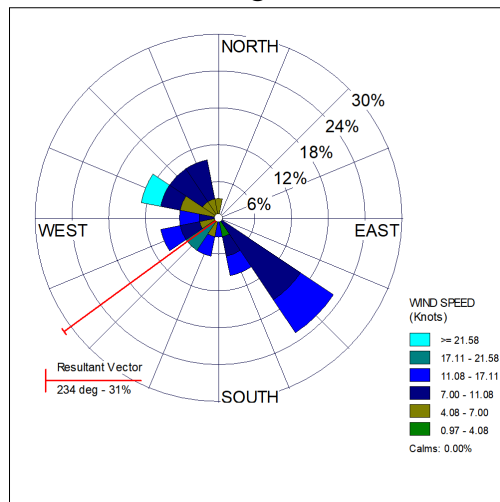 NORTH
30%
24%
18%
12%
6%
WEST
EAST
WIND SPEED
(Knots)
>= 21.58
17.11 - 21.58
11.08 - 17.11
7.00 - 11.08
4.08 - 7.00
0.97 - 4.08
Calms: 0.00%
Resultant Vector
234 deg - 31%
SOUTH